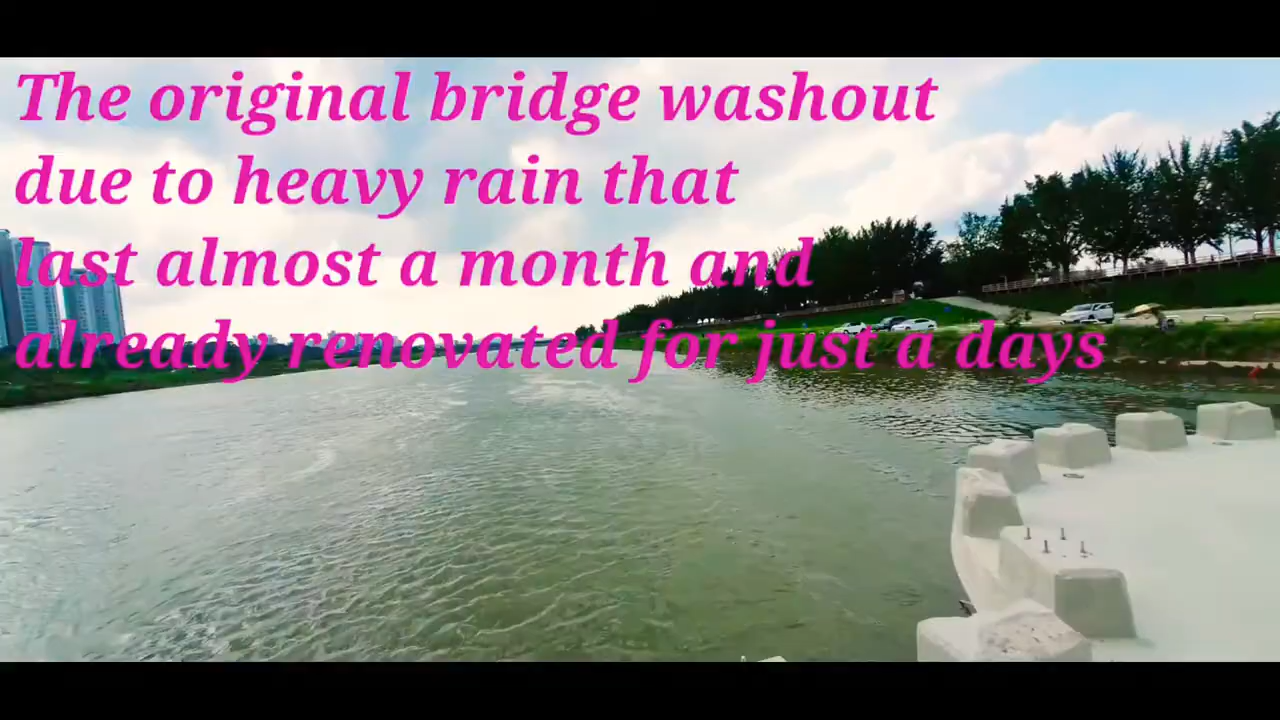 The original bridge washout
due to heavy rain that
last almost a month and
already renovated for just a days